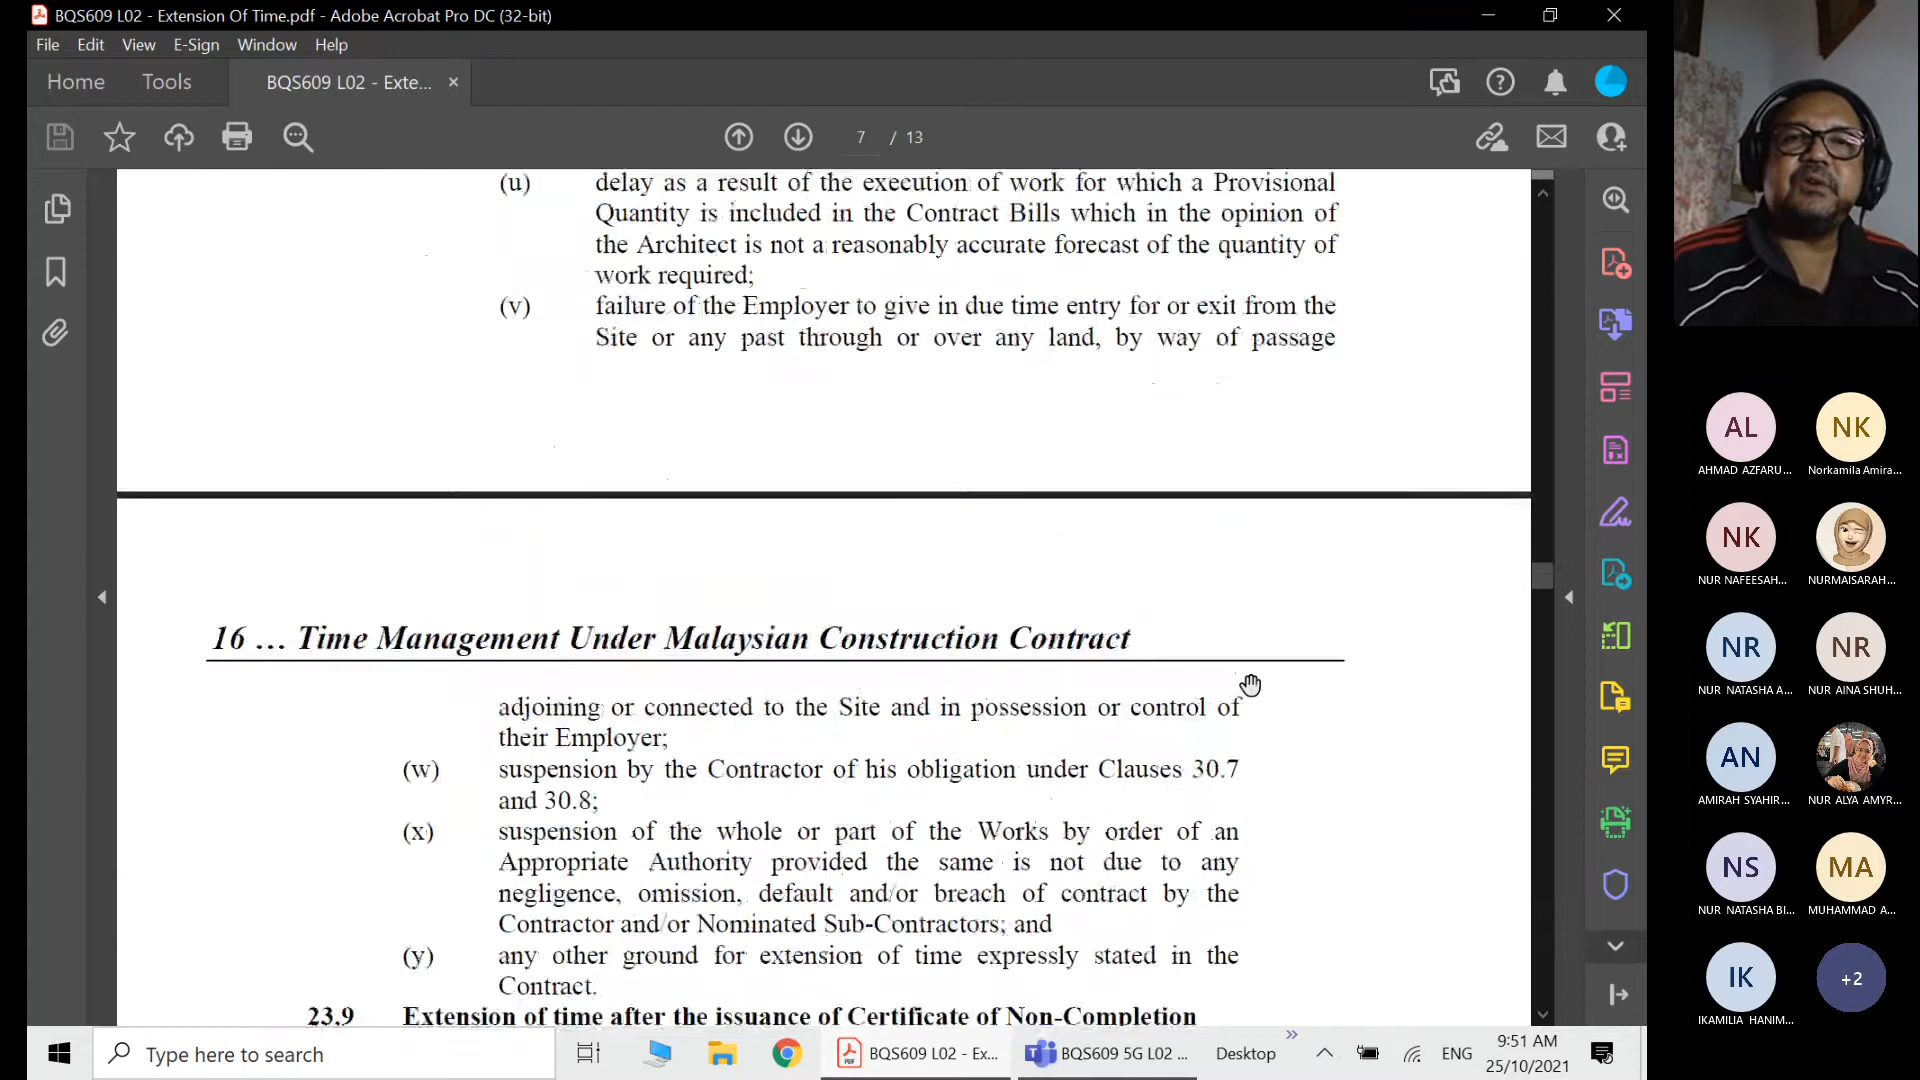 BQS609 L02 - Extension Of Time.pdf - Adobe Acrobat Pro DC (32-bit)
File Edit View E-Sign Window Help
Home Tools BQS609 L02 - Exte... ×
7 / 13
(u) delay as a result of the execution of work for which a Provisional
Quantity is included in the Contract Bills which in the opinion of
the Architect is not a reasonably accurate forecast of the quantity of
work required;
(v) failure of the Employer to give in due time entry for or exit from the
Site or any past through or over any land, by way of passage
16 ... Time Management Under Malaysian Construction Contract
adjoining or connected to the Site and in possession or control of
their Employer;
(w) suspension by the Contractor of his obligation under Clauses 30.7
and 30.8;
(x) suspension of the whole or part of the Works by order of an
Appropriate Authority provided the same is not due to any
negligence, omission, default and/or breach of contract by the
Contractor and/or Nominated Sub-Contractors; and
(y) any other ground for extension of time expressly stated in the
Contract.
23.9 Extension of time after the issuance of Certificate of Non-Completion
AL NK
AHMAD AZFARU... Norkamila Amira...
NK
NUR NAFEESAH... NURMAISARAH...
NR NR
NUR NATASHA A... NUR AINA SHUH...
AN
AMIRAH SYAHIR... NUR ALYA AMYR...
NS MA
NUR NATASHA BI... MUHAMMAD A...
IK +2
IKAMILIA HANIM...
Type here to search
PDF
BQS609 L02 - Ex...
BQS609 5G L02 ...
Desktop
»
ENG
9:51 AM
25/10/2021